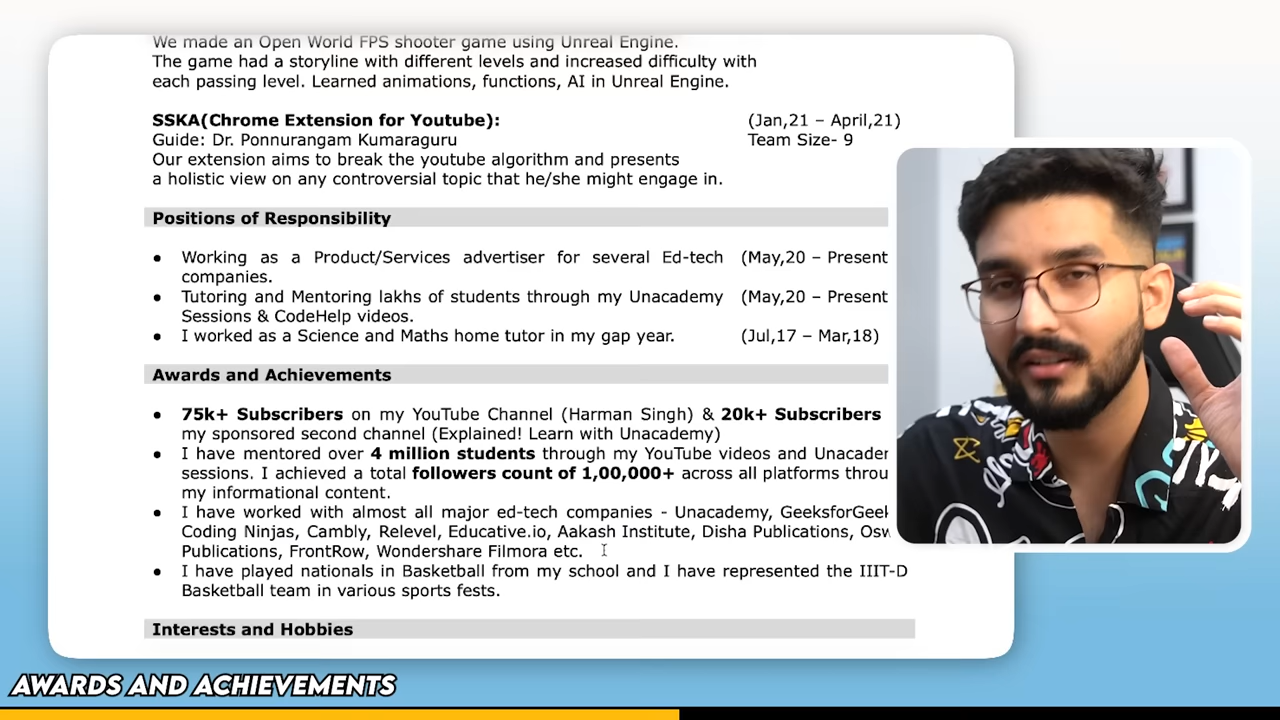 We made an Open World FPS shooter game using Unreal Engine.
The game had a storyline with different levels and increased difficulty with
each passing level. Learned animations, functions, AI in Unreal Engine.
SSKA(Chrome Extension for Youtube): (Jan,21 – April,21)
Guide: Dr. Ponnurangam Kumaraguru Team Size- 9
Our extension aims to break the youtube algorithm and presents
a holistic view on any controversial topic that he/she might engage in.
Positions of Responsibility
• Working as a Product/Services advertiser for several Ed-tech (May,20 – Present
companies.
• Tutoring and Mentoring lakhs of students through my Unacademy (May,20 – Present
Sessions & CodeHelp videos.
• I worked as a Science and Maths home tutor in my gap year. (Jul,17 – Mar,18)
Awards and Achievements
• 75k+ Subscribers on my YouTube Channel (Harman Singh) & 20k+ Subscribers
my sponsored second channel (Explained! Learn with Unacademy)
• I have mentored over 4 million students through my YouTube videos and
sessions. I achieved a total followers count of 1,00,000+ across all platforms
my informational content.
• I have worked with almost all major ed-tech companies - Unacademy,
Coding Ninjas, Cambly, Relevel, Educative.io, Aakash Institute, Disha Publications,
Publications, FrontRow, Wondershare Filmora etc.
• I have played nationals in Basketball from my school and I have represented the IIIT-D
Basketball team in various sports fests.
Interests and Hobbies
AWARDS AND ACHIEVEMENTS